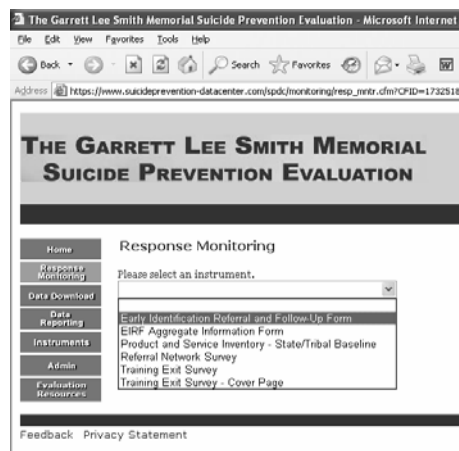 The Garrett Lee Smith Memorial Suicide Prevention Evaluation - Microsoft Internet
File Edit View Favorites Tools Help
Back Search Favorites
Address https://www.suicideprevention-datacenter.com/spdc/monitoring/resp_mntr.cfm?CFID=1732518
THE GARRETT LEE SMITH MEMORIAL
SUICIDE PREVENTION EVALUATION
Home
Response Monitoring
Data Download
Data Reporting
Instruments
Admin
Evaluation Resources
Response Monitoring
Please select an instrument.
Early Identification Referral and Follow-Up Form
EIRF Aggregate Information Form
Product and Service Inventory - State/Tribal Baseline
Referral Network Survey
Training Exit Survey
Training Exit Survey - Cover Page
Feedback Privacy Statement